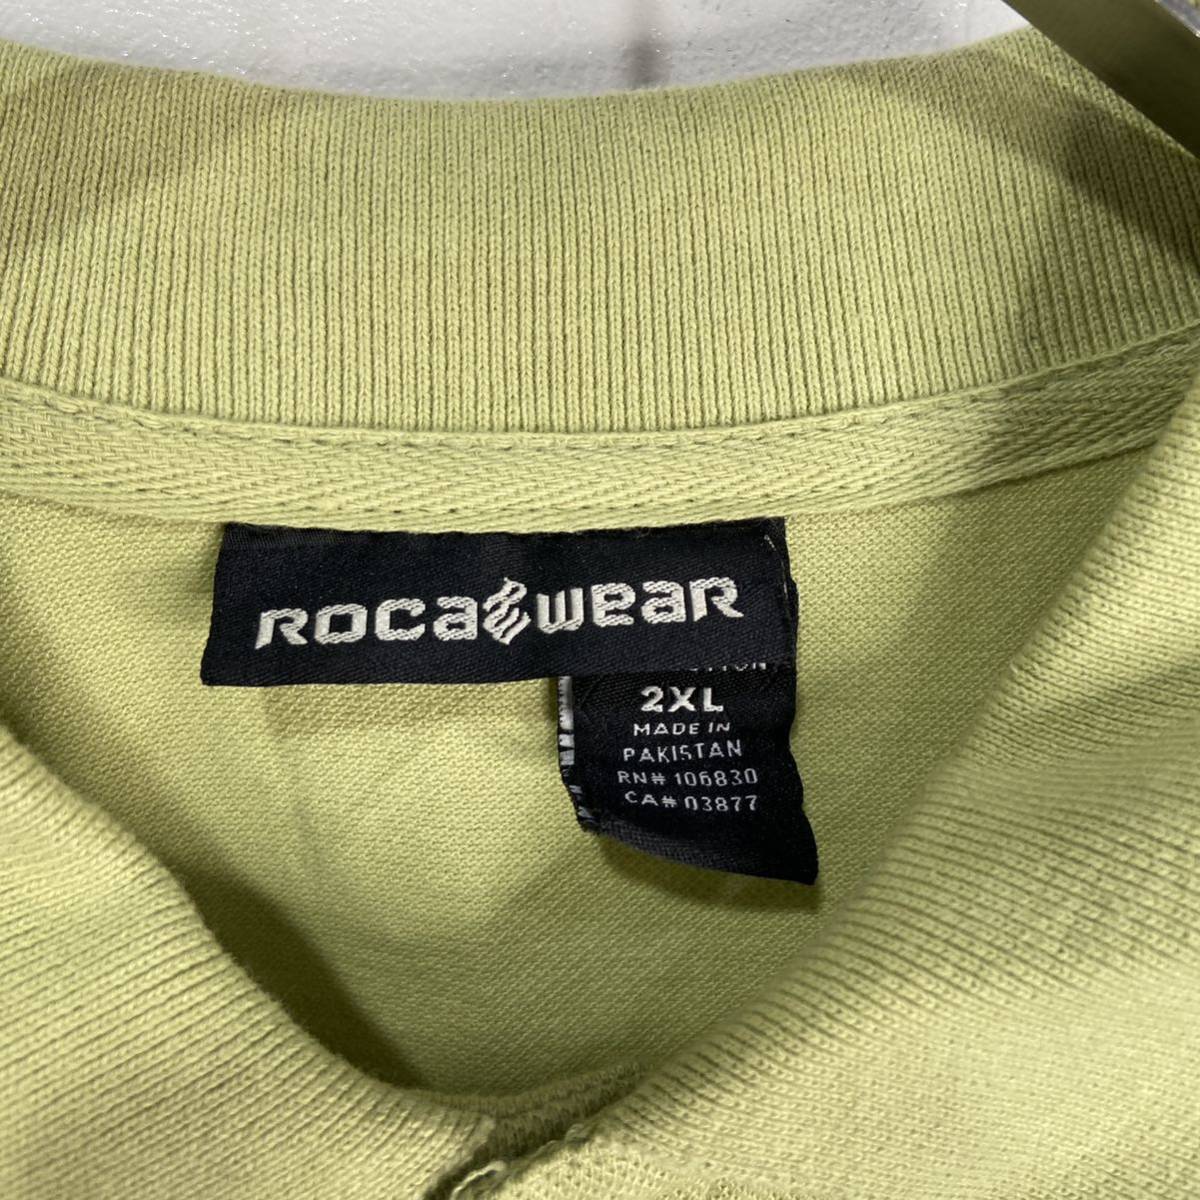 ROCAWEAR
2XL
MADE IN
PAKISTAN
RN# 106830
CA# 03877